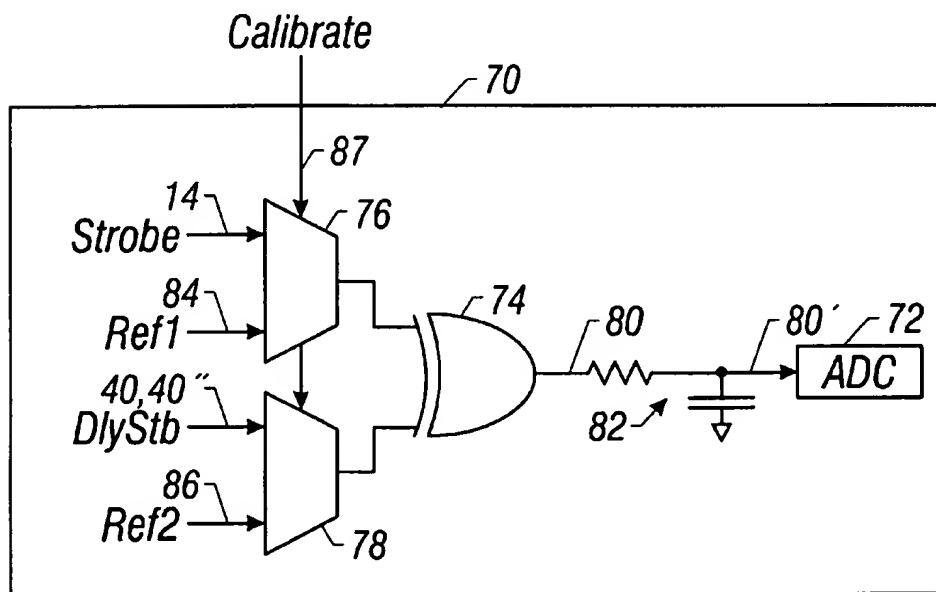 Calibrate
70
87
14
76
Strobe
84
74
Ref1
80
80′
72
ADC
40,40″
DlyStb
82
86
Ref2
78